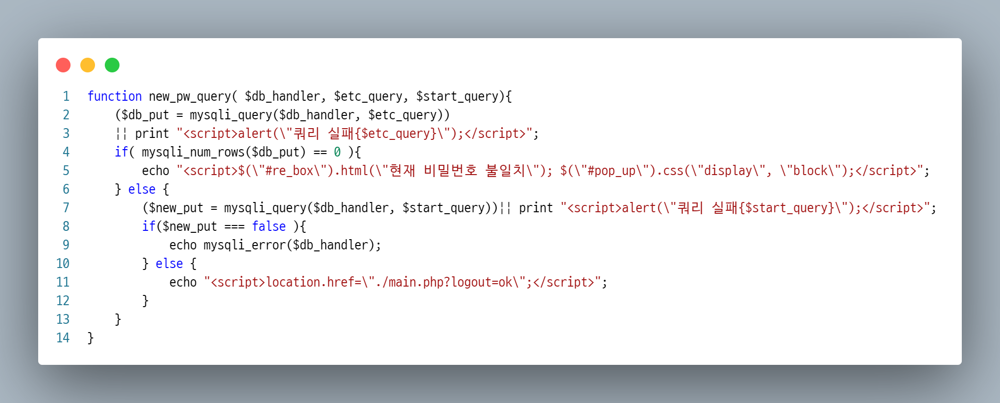 1 function new_pw_query( $db_handler, $etc_query, $start_query){
2 ($db_put = mysqli_query($db_handler, $etc_query))
3 || print "<script>alert(\"쿼리 실패{$etc_query}\");</script>";
4 if( mysqli_num_rows($db_put) == 0 ){
5 echo "<script>$(\"#re_box\").html(\"현재 비밀번호 불일치\"); $(\"#pop_up\").css(\"display\", \"block\");</script>";
6 } else {
7 ($new_put = mysqli_query($db_handler, $start_query))|| print "<script>alert(\"쿼리 실패{$start_query}\");</script>";
8 if($new_put === false ){
9 echo mysqli_error($db_handler);
10 } else {
11 echo "<script>location.href=\"./main.php?logout=ok\";</script>";
12 }
13 }
14 }